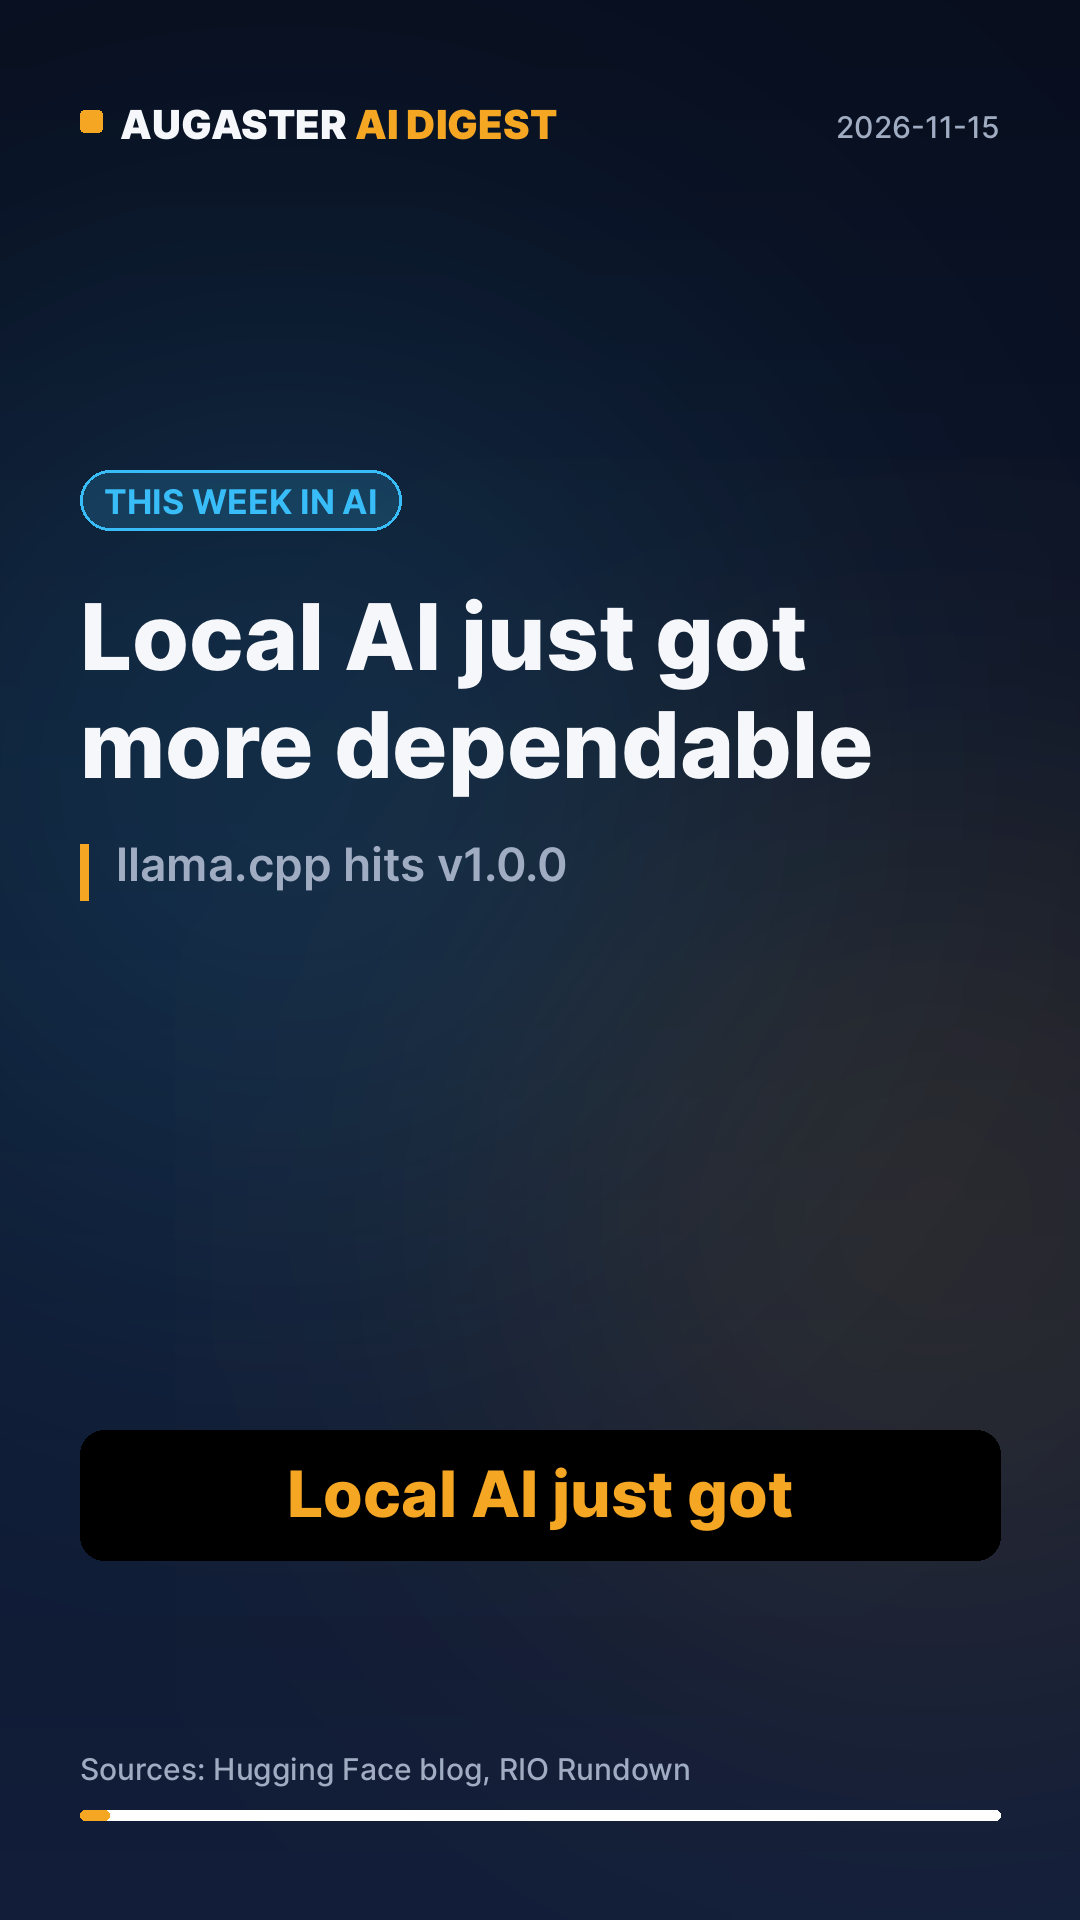 AUGASTER AI DIGEST
2026-11-15
THIS WEEK IN AI
Local AI just got
more dependable
llama.cpp hits v1.0.0
Local AI just got
Sources: Hugging Face blog, RIO Rundown